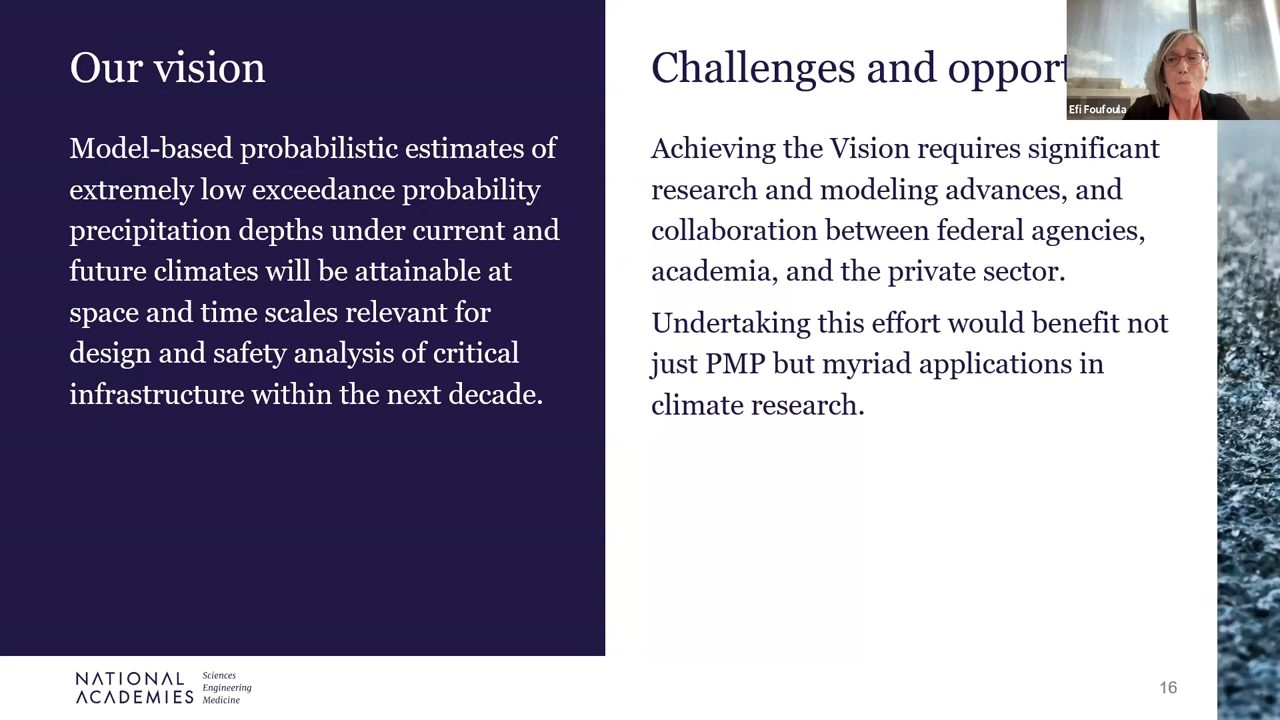 Our vision
Model-based probabilistic estimates of
extremely low exceedance probability
precipitation depths under current and
future climates will be attainable at
space and time scales relevant for
design and safety analysis of critical
infrastructure within the next decade.
Challenges and opport
Achieving the Vision requires significant
research and modeling advances, and
collaboration between federal agencies,
academia, and the private sector.
Undertaking this effort would benefit not
just PMP but myriad applications in
climate research.
Efi Foufoula
NATIONAL
ACADEMIES
Sciences
Engineering
Medicine
16